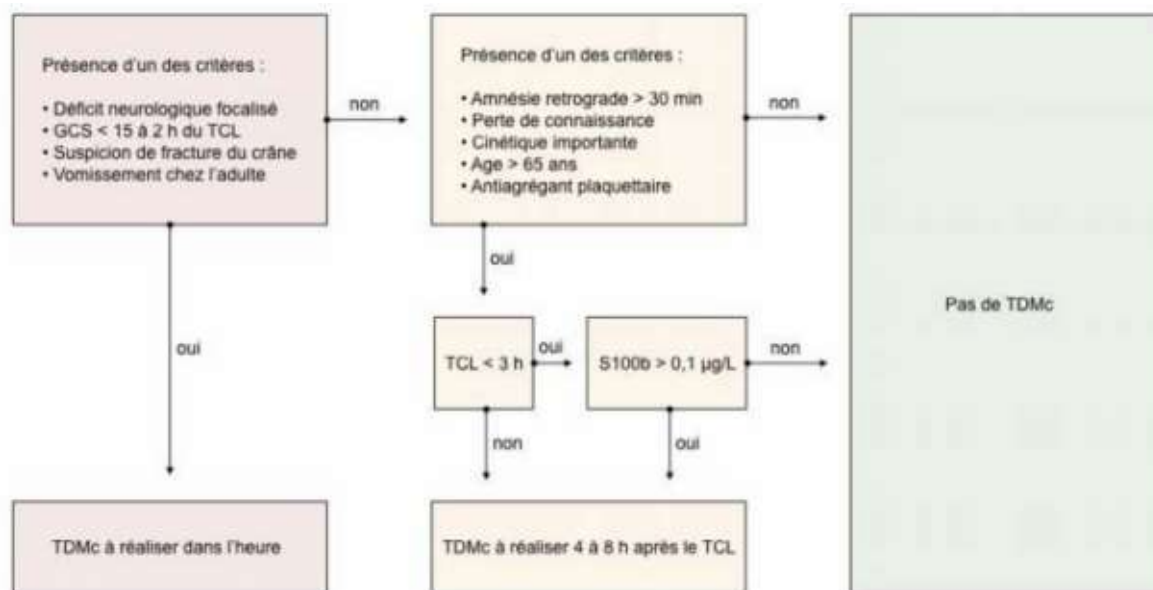 Présence d'un des critères :
• Déficit neurologique focalisé
• GCS < 15 à 2 h du TCL
• Suspicion de fracture du crâne
• Vomissement chez l'adulte
non
Présence d'un des critères :
• Amnésie retrograde > 30 min
• Perte de connaissance
• Cinétique importante
• Age > 65 ans
• Antiagrégant plaquettaire
non
oui
oui
TCL < 3 h
oui
S100b > 0,1 µg/L
non
Pas de TDMc
non
oui
TDMc à réaliser dans l'heure
TDMc à réaliser 4 à 8 h après le TCL